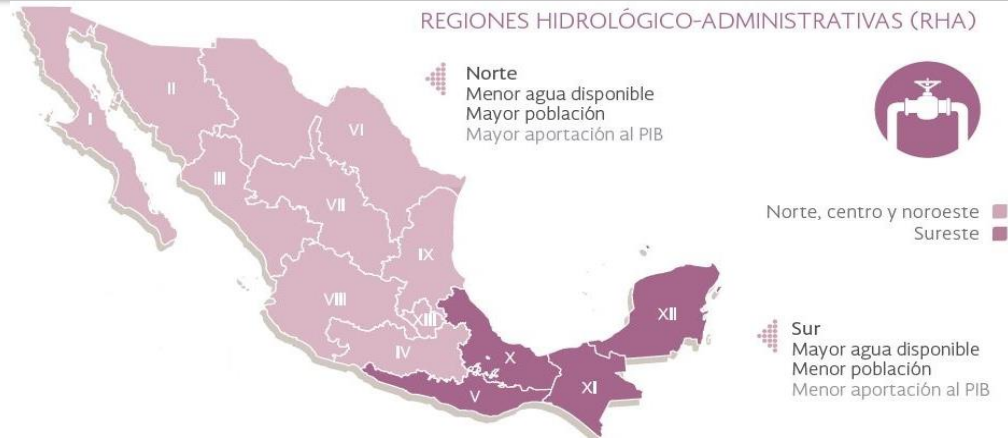 REGIONES HIDROLÓGICO-ADMINISTRATIVAS (RHA)
Norte
Menor agua disponible
Mayor población
Mayor aportación al PIB
Norte, centro y noroeste
Sureste
Sur
Mayor agua disponible
Menor población
Menor aportación al PIB
I
II
III
VI
VII
IX
VIII
XIII
IV
V
X
XI
XII